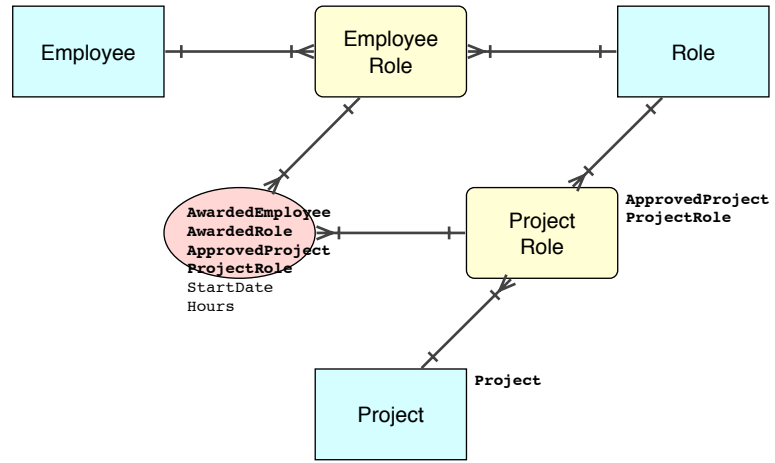 Employee
Employee
Role
Role
AwardedEmployee
AwardedRole
ApprovedProject
ProjectRole
StartDate
Hours
Project
Role
ApprovedProject
ProjectRole
Project
Project